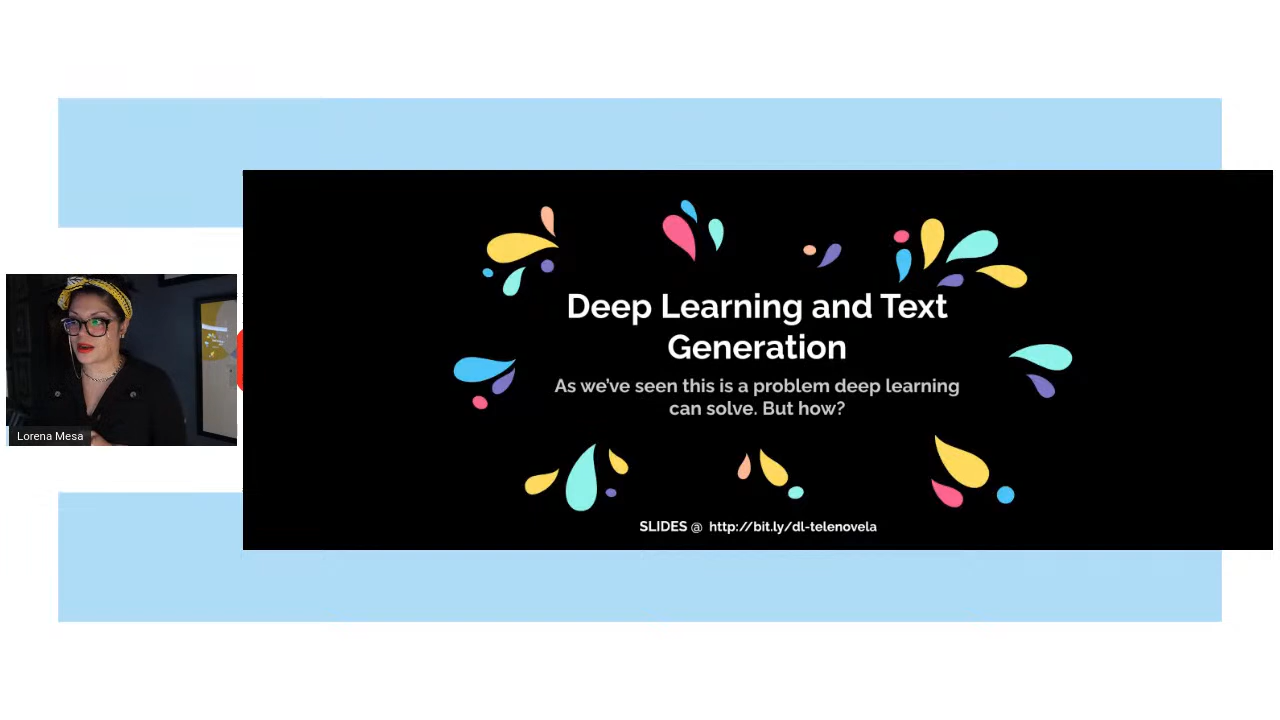 Deep Learning and Text
Generation
As we've seen this is a problem deep learning
can solve. But how?
Lorena Mesa
SLIDES @ http://bit.ly/dl-telenovela